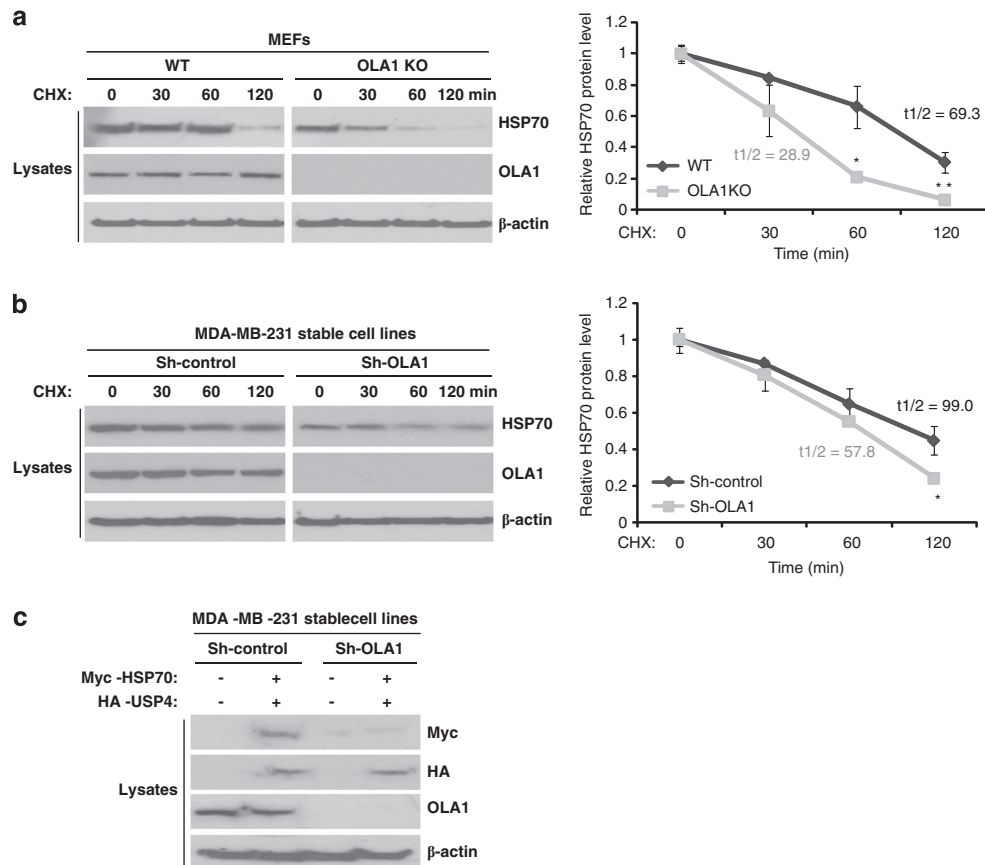 a
MEFs
WT OLA1 KO
CHX: 0 30 60 120 0 30 60 120 min
HSP70
Lysates
OLA1
β-actin
Relative HSP70 protein level
1.2
1
0.8
0.6
0.4
0.2
0
t1/2 = 69.3
t1/2 = 28.9
WT
OLA1KO
*
* *
CHX: 0 30 60 120
Time (min)
b
MDA-MB-231 stable cell lines
Sh-control Sh-OLA1
CHX: 0 30 60 120 0 30 60 120 min
HSP70
Lysates
OLA1
β-actin
Relative HSP70 protein level
1.2
1
0.8
0.6
0.4
0.2
0
t1/2 = 99.0
t1/2 = 57.8
Sh-control
Sh-OLA1
*
CHX: 0 30 60 120
Time (min)
c
MDA -MB -231 stablecell lines
Sh-control Sh-OLA1
Myc -HSP70: - + - +
HA -USP4: - + - +
Myc
HA
Lysates
OLA1
β-actin